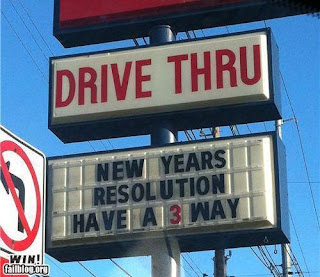 DRIVE THRU
NEW YEARS
RESOLUTION
HAVE A 3 WAY
WIN!
failblog.org